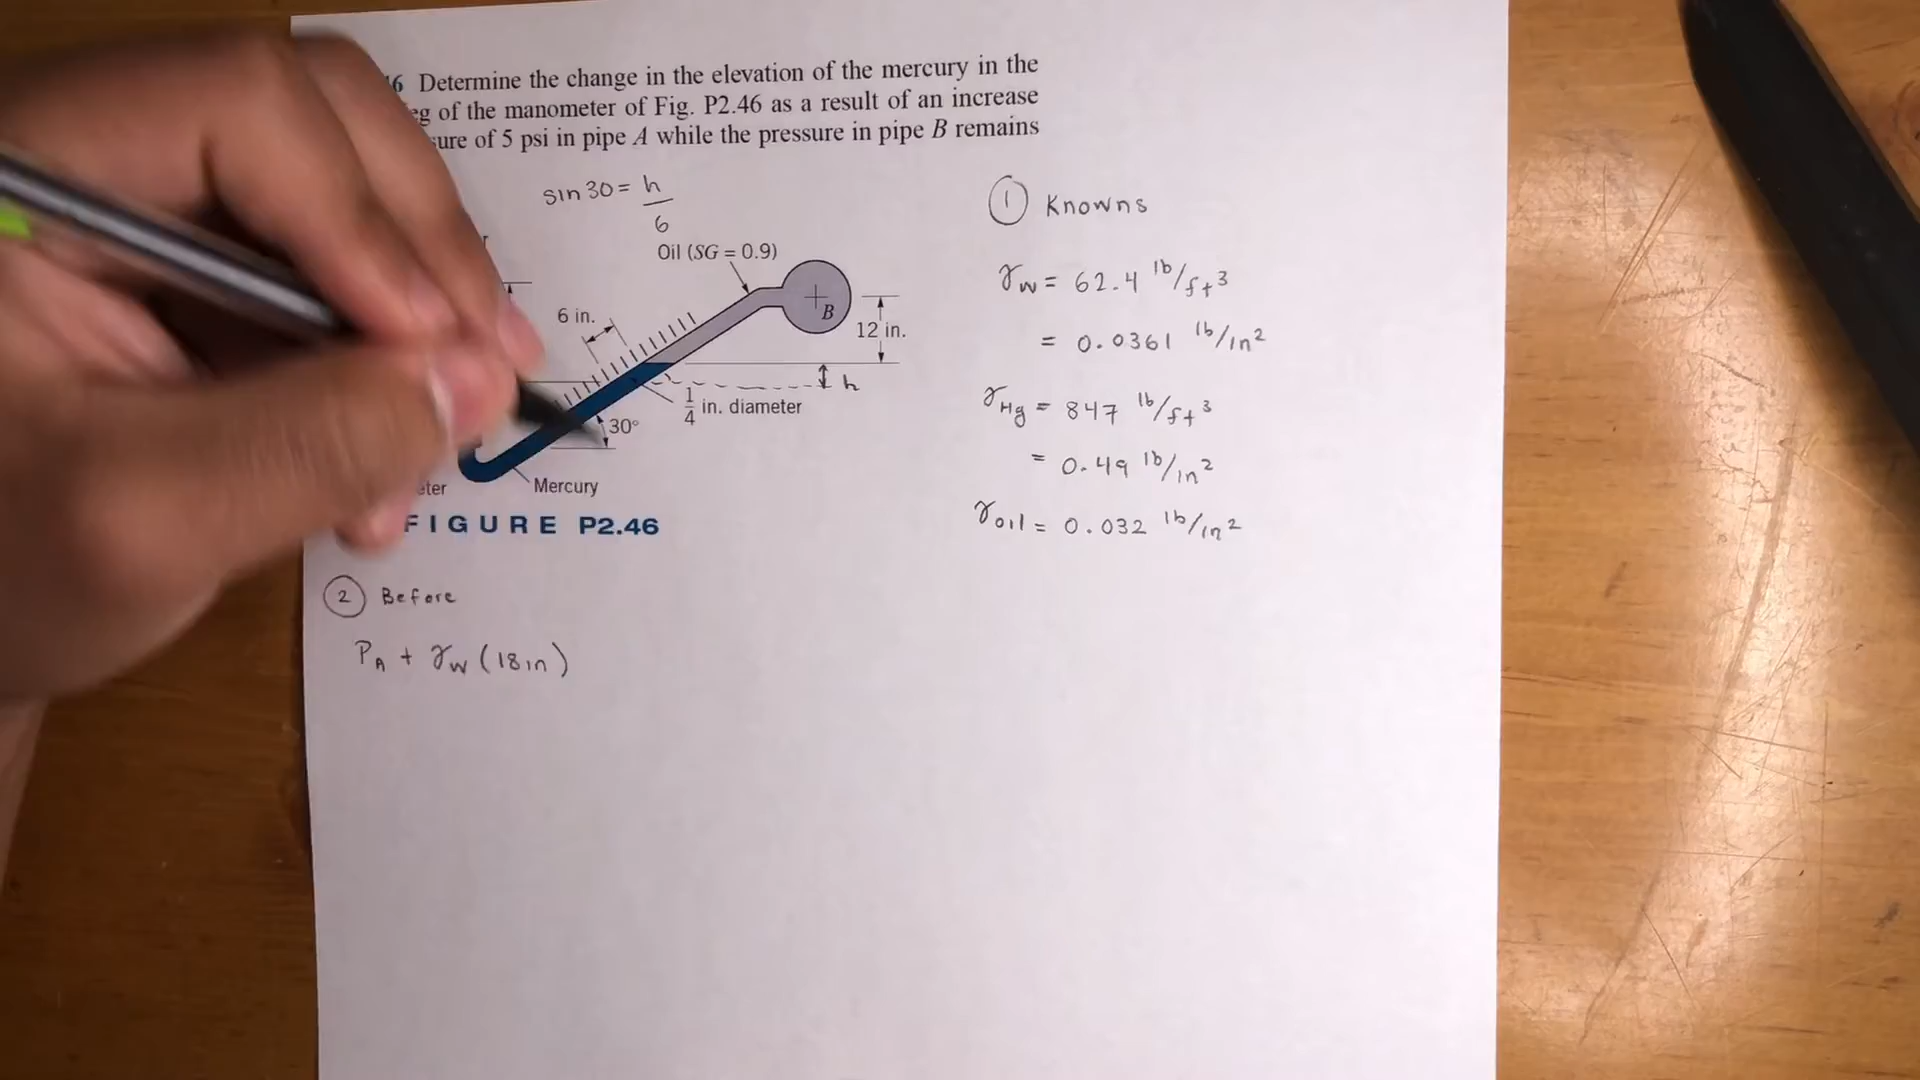 6 Determine the change in the elevation of the mercury in the
eg of the manometer of Fig. P2.46 as a result of an increase
ure of 5 psi in pipe A while the pressure in pipe B remains
sin 30 = h/6
Oil (SG = 0.9)
6 in.
B
12 in.
h
1/4 in. diameter
30°
eter
Mercury
FIGURE P2.46
① Knowns
γw = 62.4 lb/ft³
= 0.0361 lb/in²
γHg = 847 lb/ft³
= 0.49 lb/in²
γoil = 0.032 lb/in²
② Before
PA + γw (18in)